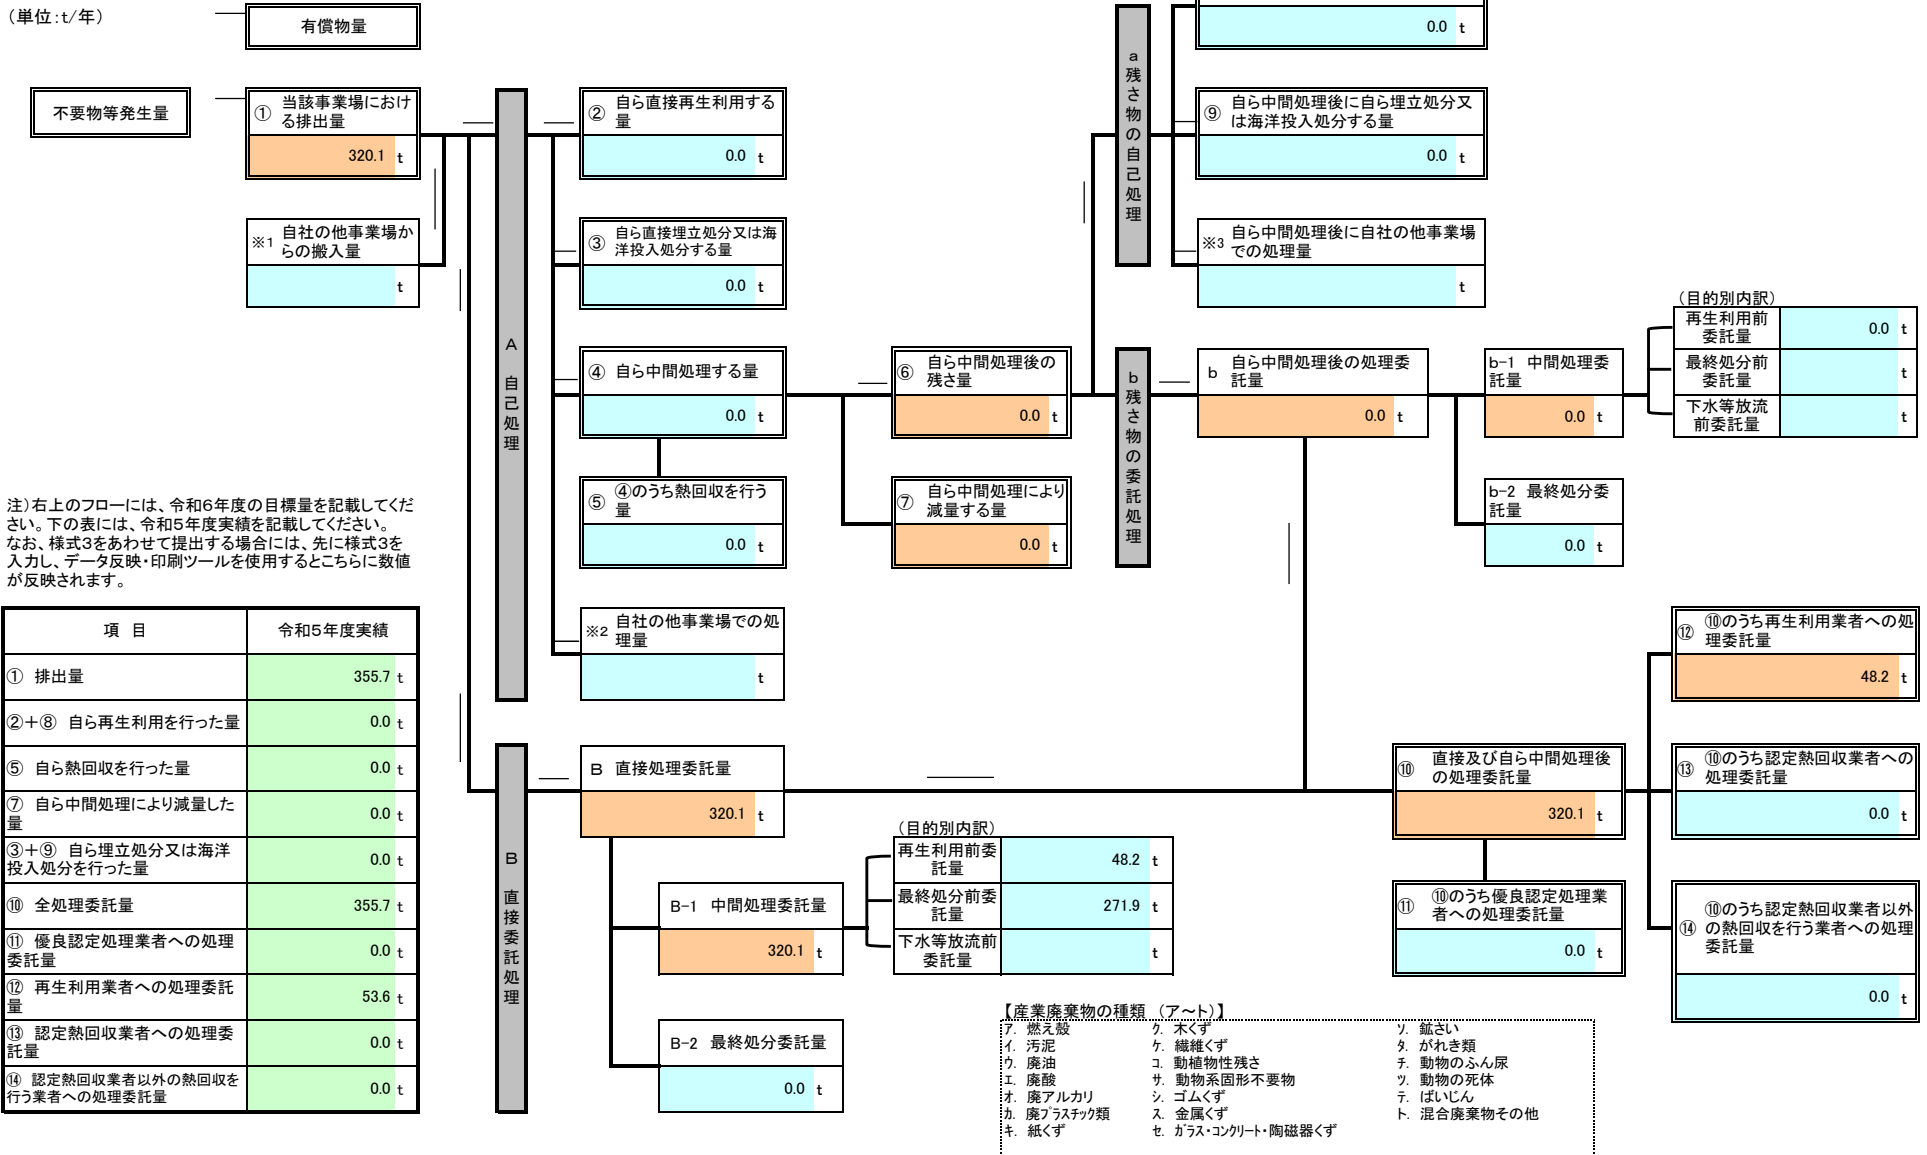 （単位：t/年）
有償物量
不要物等発生量
① 当該事業場におけ
る排出量
320.1 t
※1 自社の他事業場か
らの搬入量
t
A 自己処理
② 自ら直接再生利用する
量
0.0 t
③ 自ら直接埋立処分又は海
洋投入処分する量
0.0 t
④ 自ら中間処理する量
0.0 t
⑤ ④のうち熱回収を行う
量
0.0 t
※2 自社の他事業場での処
理量
t
⑥ 自ら中間処理後の
残さ量
0.0 t
⑦ 自ら中間処理により
減量する量
0.0 t
a 残さ物の自己処理
0.0 t
⑨ 自ら中間処理後に自ら埋立処分又
は海洋投入処分する量
0.0 t
※3 自ら中間処理後に自社の他事業場
での処理量
t
b 残さ物の委託処理
b 自ら中間処理後の処理委
託量
0.0 t
b-1 中間処理委
託量
0.0 t
（目的別内訳）
再生利用前
委託量
0.0 t
最終処分前
委託量
t
下水等放流
前委託量
t
b-2 最終処分委
託量
0.0 t
注）右上のフローには、令和6年度の目標量を記載してくだ
さい。下の表には、令和5年度実績を記載してください。
なお、様式3をあわせて提出する場合には、先に様式3を
入力し、データ反映・印刷ツールを使用するとこちらに数値
が反映されます。
項 目 令和5年度実績
① 排出量 355.7 t
②＋⑧ 自ら再生利用を行った量 0.0 t
⑤ 自ら熱回収を行った量 0.0 t
⑦ 自ら中間処理により減量した
量 0.0 t
③＋⑨ 自ら埋立処分又は海洋
投入処分を行った量 0.0 t
⑩ 全処理委託量 355.7 t
⑪ 優良認定処理業者への処理
委託量 0.0 t
⑫ 再生利用業者への処理委託
量 53.6 t
⑬ 認定熱回収業者への処理委
託量 0.0 t
⑭ 認定熱回収業者以外の熱回収を
行う業者への処理委託量 0.0 t
B 直接委託処理
B 直接処理委託量
320.1 t
B-1 中間処理委託量
320.1 t
（目的別内訳）
再生利用前委
託量
48.2 t
最終処分前委
託量
271.9 t
下水等放流前
委託量
t
B-2 最終処分委託量
0.0 t
⑩ 直接及び自ら中間処理後
の処理委託量
320.1 t
⑪ ⑩のうち優良認定処理業
者への処理委託量
0.0 t
⑫ ⑩のうち再生利用業者への処
理委託量
48.2 t
⑬ ⑩のうち認定熱回収業者への
処理委託量
0.0 t
⑭ ⑩のうち認定熱回収業者以外
の熱回収を行う業者への処理
委託量
0.0 t
【産業廃棄物の種類 （ア～ト）】
ア. 燃え殻
イ. 汚泥
ウ. 廃油
エ. 廃酸
オ. 廃アルカリ
カ. 廃プラスチック類
キ. 紙くず
ク. 木くず
ケ. 繊維くず
コ. 動植物性残さ
サ. 動物系固形不要物
シ. ゴムくず
ス. 金属くず
セ. ガラス・コンクリート・陶磁器くず
ソ. 鉱さい
タ. がれき類
チ. 動物のふん尿
ツ. 動物の死体
テ. ばいじん
ト. 混合廃棄物その他